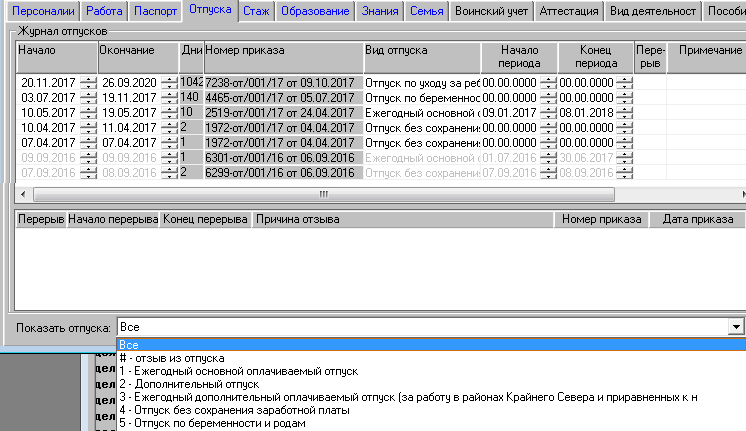 Персоналии Работа Паспорт Отпуска Стаж Образование Знания Семья Воинский учет Аттестация Вид деятельност Пособи
Журнал отпусков
Начало Окончание Дни Номер приказа Вид отпуска Начало периода Конец периода Пере-рыв Примечание
20.11.2017 26.09.2020 1042 7238-от/001/17 от 09.10.2017 Отпуск по уходу за реб 00.00.0000 00.00.0000
03.07.2017 19.11.2017 140 4465-от/001/17 от 05.07.2017 Отпуск по беременнос 00.00.0000 00.00.0000
10.05.2017 19.05.2017 10 2519-от/001/17 от 24.04.2017 Ежегодный основной о 09.01.2017 08.01.2018
10.04.2017 11.04.2017 2 1972-от/001/17 от 04.04.2017 Отпуск без сохранени 00.00.0000 00.00.0000
07.04.2017 07.04.2017 1 1972-от/001/17 от 04.04.2017 Отпуск без сохранени 00.00.0000 00.00.0000
09.09.2016 09.09.2016 1 6301-от/001/16 от 06.09.2016 Ежегодный основной о 01.07.2016 30.06.2017
07.09.2016 08.09.2016 2 6299-от/001/16 от 06.09.2016 Отпуск без сохранени 07.09.2016 08.09.2016
Перерыв Начало перерыва Конец перерыва Причина отзыва Номер приказа Дата приказа
Показать отпуска: Все
Все
# - отзыв из отпуска
1 - Ежегодный основной оплачиваемый отпуск
2 - Дополнительный отпуск
3 - Ежегодный дополнительный оплачиваемый отпуск (за работу в районах Крайнего Севера и приравненных к н
4 - Отпуск без сохранения заработной платы
5 - Отпуск по беременности и родам